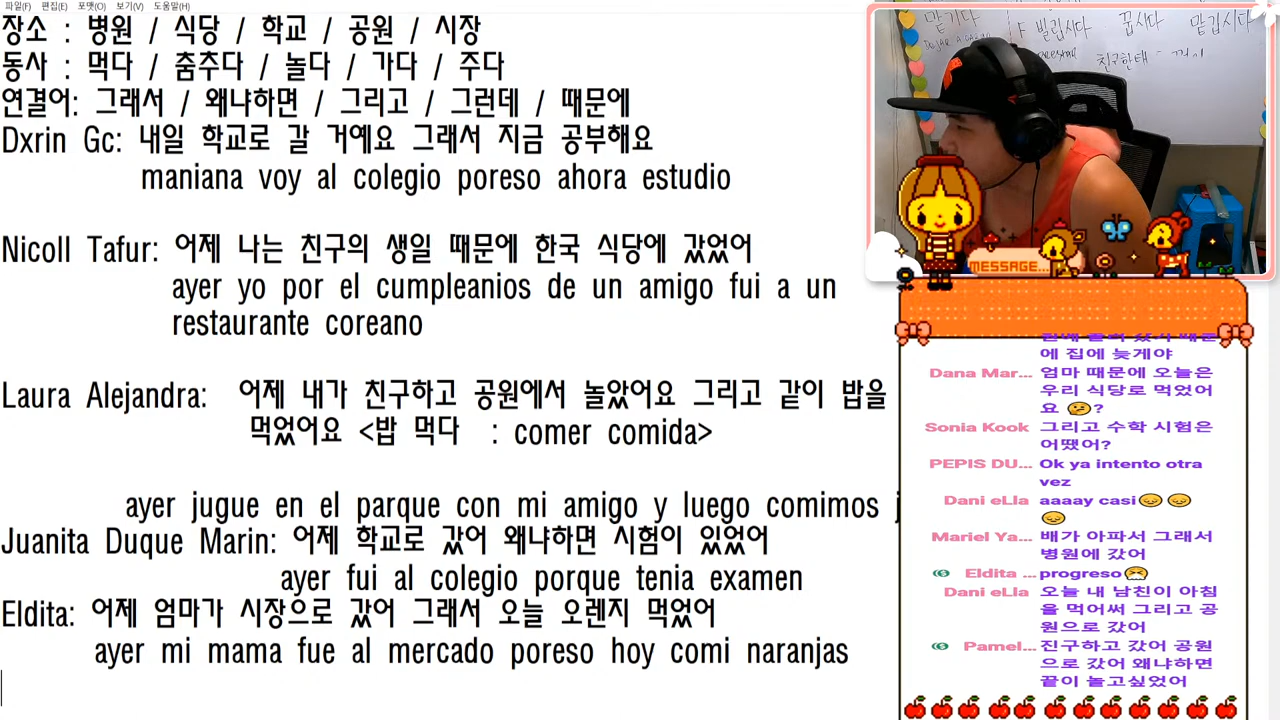 파일(F) 편집(E) 포맷(O) 보기(V) 도움말(H)
장소 : 병원 / 식당 / 학교 / 공원 / 시장
동사 : 먹다 / 춤추다 / 놀다 / 가다 / 주다
연결어: 그래서 / 왜냐하면 / 그리고 / 그런데 / 때문에
Dxrin Gc: 내일 학교로 갈 거예요 그래서 지금 공부해요
maniana voy al colegio poreso ahora estudio
Nicoll Tafur: 어제 나는 친구의 생일 때문에 한국 식당에 갔었어
ayer yo por el cumpleanios de un amigo fui a un
restaurante coreano
Laura Alejandra: 어제 내가 친구하고 공원에서 놀았어요 그리고 같이 밥을
먹었어요 <밥 먹다 : comer comida>
ayer jugue en el parque con mi amigo y luego comimos
Juanita Duque Marin: 어제 학교로 갔어 왜냐하면 시험이 있었어
ayer fui al colegio porque tenia examen
Eldita: 어제 엄마가 시장으로 갔어 그래서 오늘 오렌지 먹었어
ayer mi mama fue al mercado poreso hoy comi naranjas
꿉시다
MESSAGE...
에 집에 늦게야
Dana Mar... 엄마 때문에 오늘은
우리 식당로 먹었어
요 ?
Sonia Kook 그리고 수학 시험은
어땠어?
PEPIS DU... Ok ya intento otra
vez
Dani eLla aaaay casi
Mariel Ya... 배가 아파서 그래서
병원에 갔어
Eldita ... progreso
Dani eLla 오늘 내 남친이 아침
을 먹어써 그리고 공
원으로 갔어
Pamel... 진구하고 갔어 공원
으로 갔어 왜냐하면
끝이 놀고싶었어